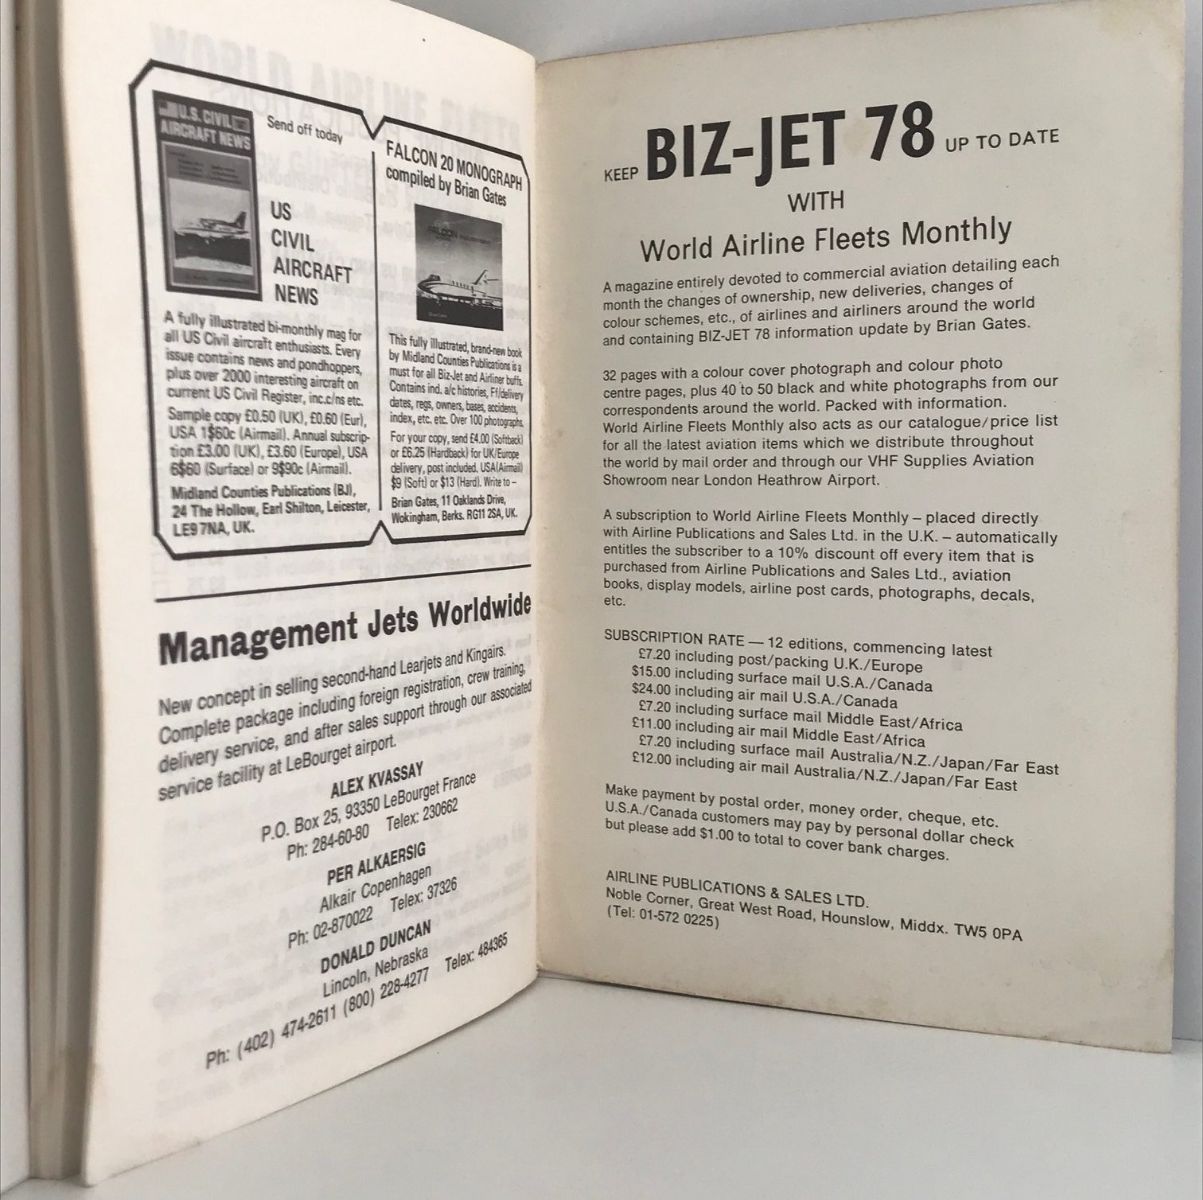 U.S. CIVIL
AIRCRAFT NEWS
Send off today
US
CIVIL
AIRCRAFT
NEWS
A fully illustrated bi-monthly mag for
all US Civil aircraft enthusiasts. Every
issue contains news and pondhoppers,
plus over 2000 interesting aircraft on
current US Civil Register, inc.c/ns etc.
Sample copy £0.50 (UK), £0.60 (Eur),
USA 1$60c (Airmail). Annual subscrip-
tion £3.00 (UK), £3.60 (Europe), USA
6$60 (Surface) or 9$90c (Airmail).
Midland Counties Publications (BJ),
24 The Hollow, Earl Shilton, Leicester,
LE9 7NA, UK.
FALCON 20 MONOGRAPH
compiled by Brian Gates
FALCON
This fully illustrated, brand-new book
by Midland Counties Publications is a
must for all Biz-Jet and Airliner buffs.
Contains ind. a/c histories, Ff/delivery
dates, regs, owners, bases, accidents,
index, etc. etc. Over 100 photographs.
For your copy, send £4.00 (Softback)
or £6.25 (Hardback) for UK/Europe
delivery, post included. USA(Airmail)
$9 (Soft) or $13 (Hard). Write to –
Brian Gates, 11 Oaklands Drive,
Wokingham, Berks. RG11 2SA, UK.
Management Jets Worldwide
New concept in selling second-hand Learjets and Kingairs.
Complete package including foreign registration, crew training,
delivery service, and after sales support through our associated
service facility at LeBourget airport.
ALEX KVASSAY
P.O. Box 25, 93350 LeBourget France
Ph: 284-60-80 Telex: 230662
PER ALKAERSIG
Alkair Copenhagen
Ph: 02-870022 Telex: 37326
DONALD DUNCAN
Lincoln, Nebraska
Ph: (402) 474-2611 (800) 228-4277 Telex: 484365
KEEP BIZ-JET 78 UP TO DATE
WITH
World Airline Fleets Monthly
A magazine entirely devoted to commercial aviation detailing each
month the changes of ownership, new deliveries, changes of
colour schemes, etc., of airlines and airliners around the world
and containing BIZ-JET 78 information update by Brian Gates.
32 pages with a colour cover photograph and colour photo
centre pages, plus 40 to 50 black and white photographs from our
correspondents around the world. Packed with information.
World Airline Fleets Monthly also acts as our catalogue/price list
for all the latest aviation items which we distribute throughout
the world by mail order and through our VHF Supplies Aviation
Showroom near London Heathrow Airport.
A subscription to World Airline Fleets Monthly – placed directly
with Airline Publications and Sales Ltd. in the U.K. – automatically
entitles the subscriber to a 10% discount off every item that is
purchased from Airline Publications and Sales Ltd., aviation
books, display models, airline post cards, photographs, decals,
etc.
SUBSCRIPTION RATE — 12 editions, commencing latest
£7.20 including post/packing U.K./Europe
$15.00 including surface mail U.S.A./Canada
$24.00 including air mail U.S.A./Canada
£7.20 including surface mail Middle East/Africa
£11.00 including air mail Middle East/Africa
£7.20 including surface mail Australia/N.Z./Japan/Far East
£12.00 including air mail Australia/N.Z./Japan/Far East
Make payment by postal order, money order, cheque, etc.
U.S.A./Canada customers may pay by personal dollar check
but please add $1.00 to total to cover bank charges.
AIRLINE PUBLICATIONS & SALES LTD.
Noble Corner, Great West Road, Hounslow, Middx. TW5 0PA
(Tel: 01-572 0225)